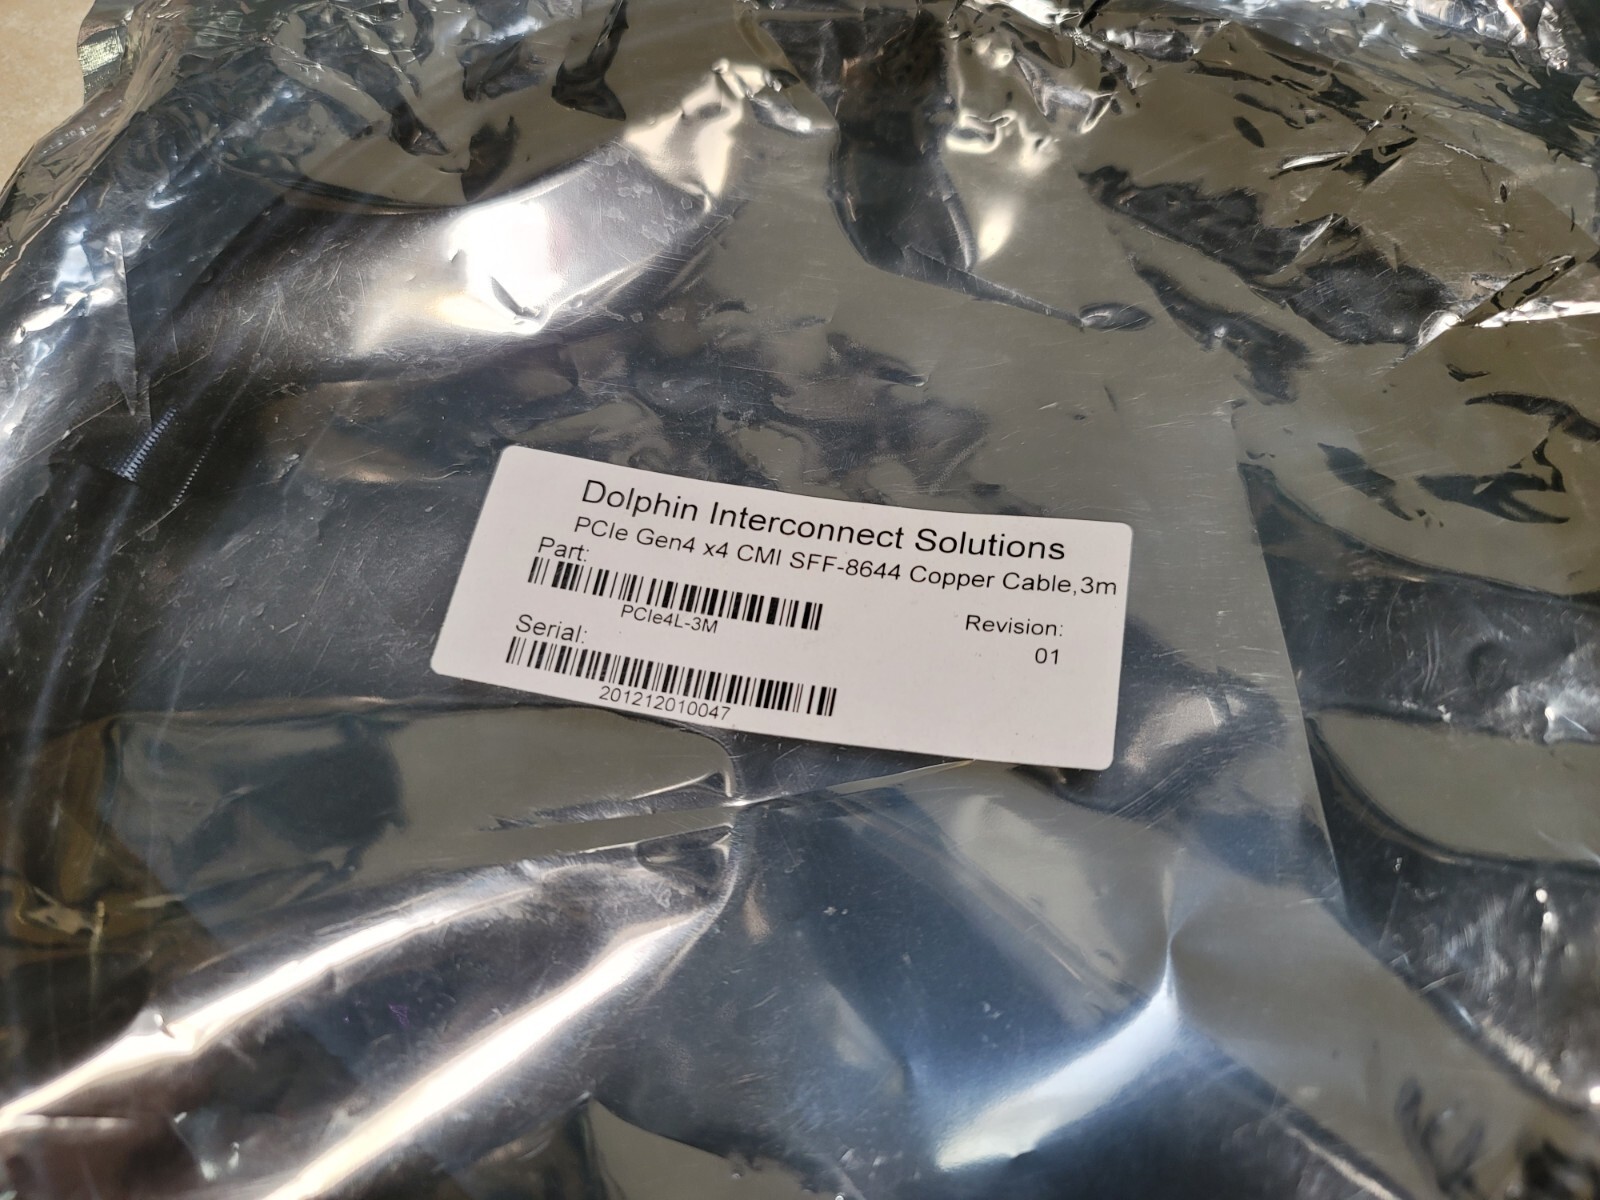 Dolphin Interconnect Solutions
PCIe Gen4 x4 CMI SFF-8644 Copper Cable,3m
Part:
PCIe4L-3M
Revision:
01
Serial:
201212010047